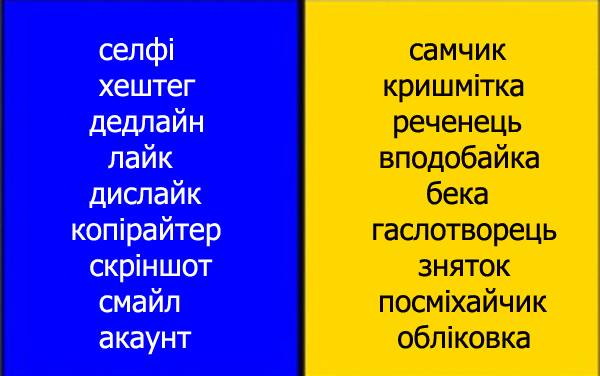 селфі
хештег
дедлайн
лайк
дислайк
копірайтер
скріншот
смайл
акаунт
самчик
кришмітка
реченець
вподобайка
бека
гаслотворець
зняток
посміхайчик
обліковка